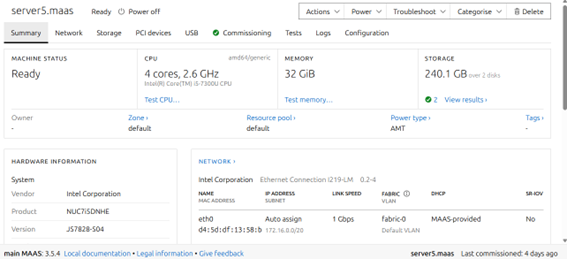 server5.maas Ready Power off Actions Power Troubleshoot Categorise Delete
Summary Network Storage PCI devices USB Commissioning Tests Logs Configuration
MACHINE STATUS
Ready
CPU amd64/generic
4 cores, 2.6 GHz
Intel(R) Core(TM) i5-7300U CPU
Test CPU...
MEMORY
32 GiB
Test memory...
STORAGE
240.1 GB over 2 disks
2 View results ›
Owner
-
Zone ›
default
Resource pool ›
default
Power type ›
AMT
Tags ›
-
HARDWARE INFORMATION
System
Vendor Intel Corporation
Product NUC7i5DNHE
Version J57828-504
NETWORK ›
Intel Corporation Ethernet Connection I219-LM 0.2-4
NAME IP ADDRESS LINK SPEED FABRIC DHCP SR-IOV
MAC ADDRESS SUBNET VLAN
eth0 Auto assign 1 Gbps fabric-0 MAAS-provided No
d4:5d:df:13:58:b 172.16.0.0/20 Default VLAN
main MAAS: 3.5.4 Local documentation • Legal information • Give feedback server5.maas Last commissioned: 4 days ago